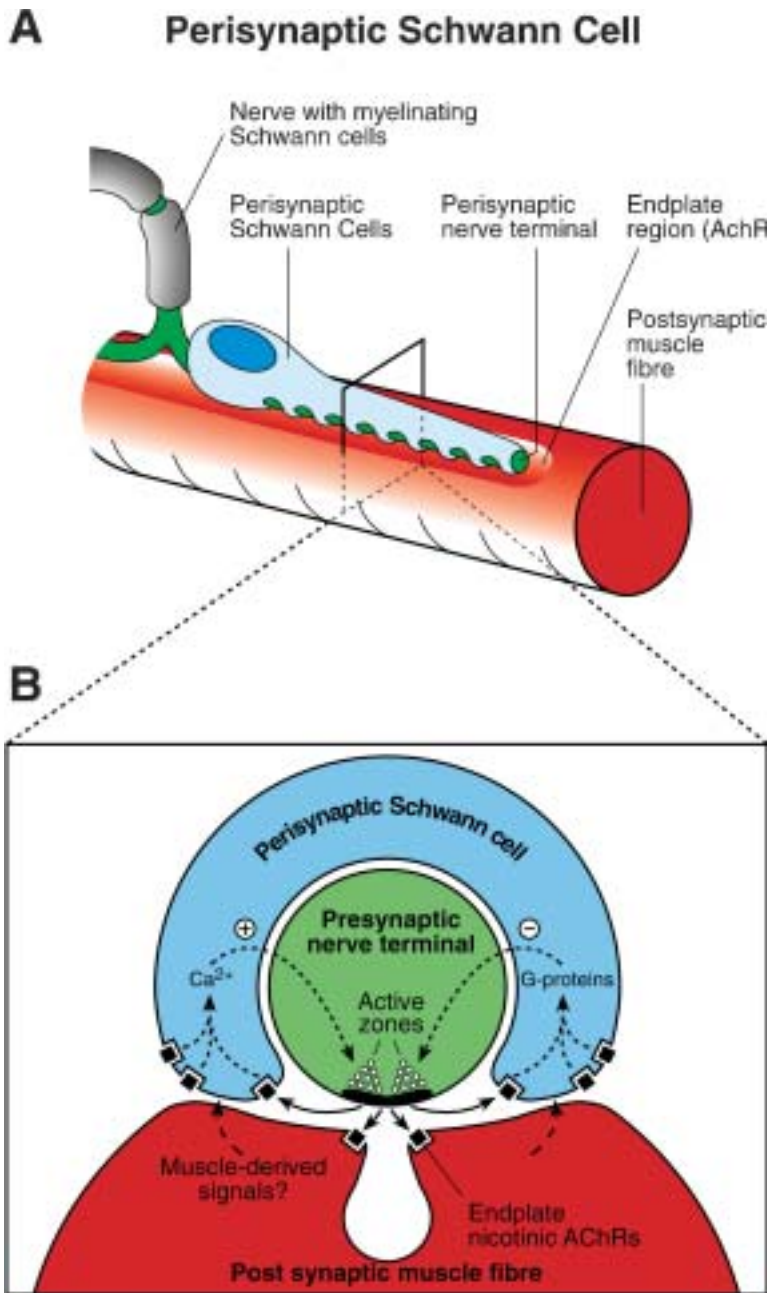 A
Perisynaptic Schwann Cell
Nerve with myelinating
Schwann cells
Perisynaptic
Schwann Cells
Perisynaptic
nerve terminal
Endplate
region (AchR
Postsynaptic
muscle
fibre
B
Perisynaptic Schwann cell
+
Presynaptic
nerve terminal
−
Ca2+
G-proteins
Active
zones
Muscle-derived
signals?
Endplate
nicotinic AChRs
Post synaptic muscle fibre